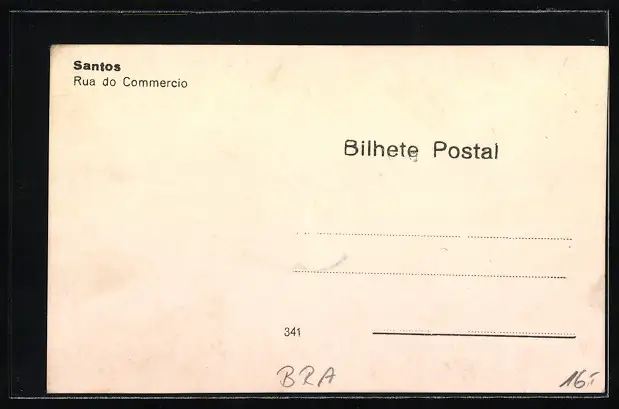 Santos
Rua do Commercio
Bilhete Postal
341
BRA
16.-